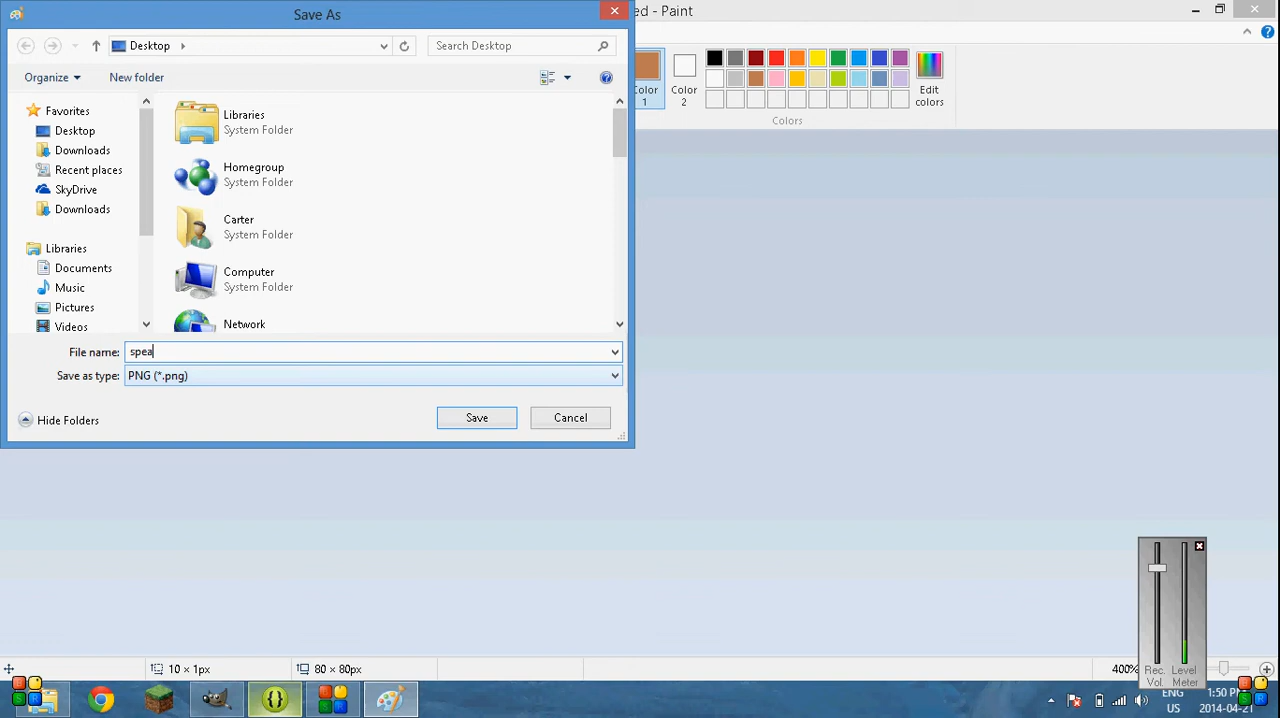 Save As
ed - Paint
Desktop
Search Desktop
Organize
New folder
Favorites
Desktop
Downloads
Recent places
SkyDrive
Downloads
Libraries
Documents
Music
Pictures
Videos
Libraries
System Folder
Homegroup
System Folder
Carter
System Folder
Computer
System Folder
Network
File name: spea
Save as type: PNG (*.png)
Hide Folders
Save
Cancel
Color
1
Color
2
Edit
colors
Colors
10 × 1px
80 × 80px
400%
Rec. Level
Vol. Meter
ENG
US
1:50 PM
2014-04-21